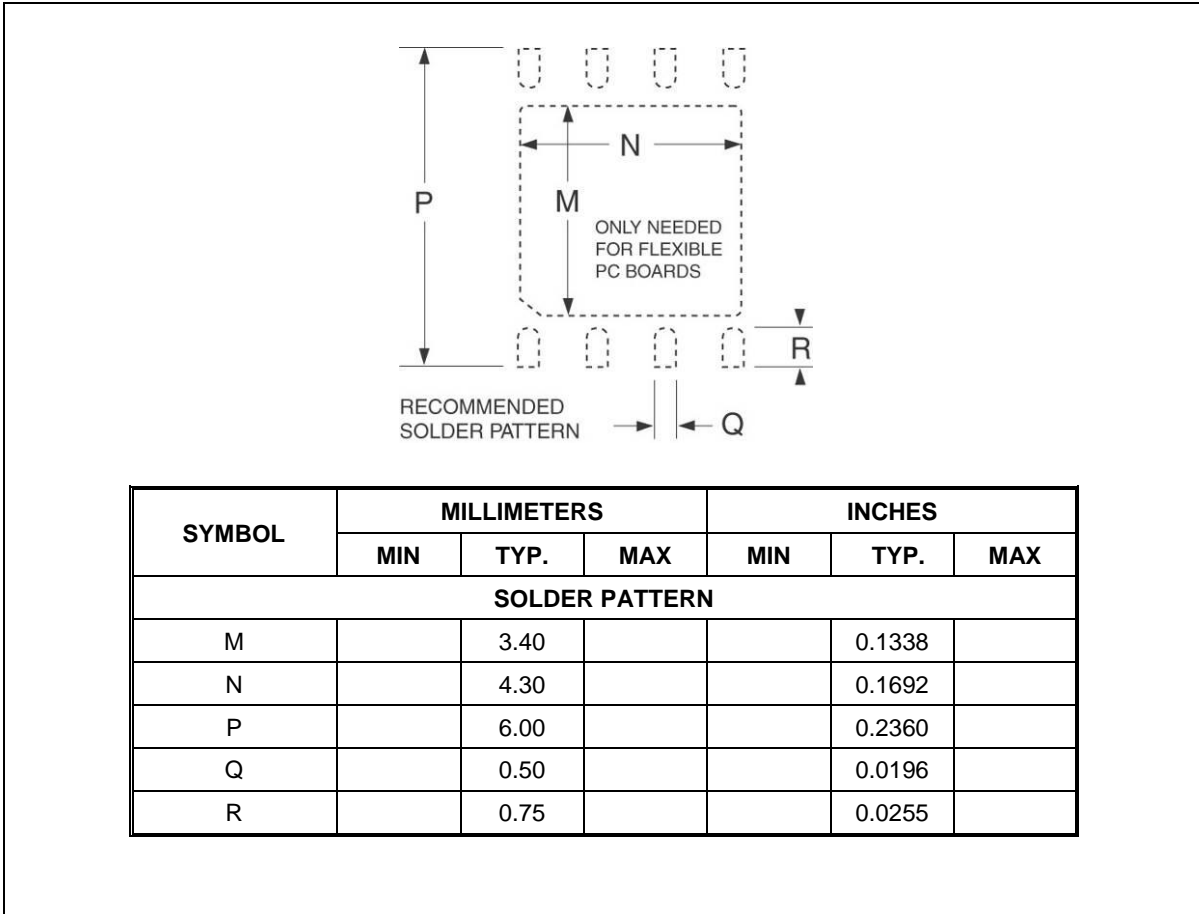 N
P
M
ONLY NEEDED
FOR FLEXIBLE
PC BOARDS
R
RECOMMENDED
SOLDER PATTERN
Q
SYMBOL MILLIMETERS INCHES
MIN TYP. MAX MIN TYP. MAX
SOLDER PATTERN
M 3.40 0.1338
N 4.30 0.1692
P 6.00 0.2360
Q 0.50 0.0196
R 0.75 0.0255